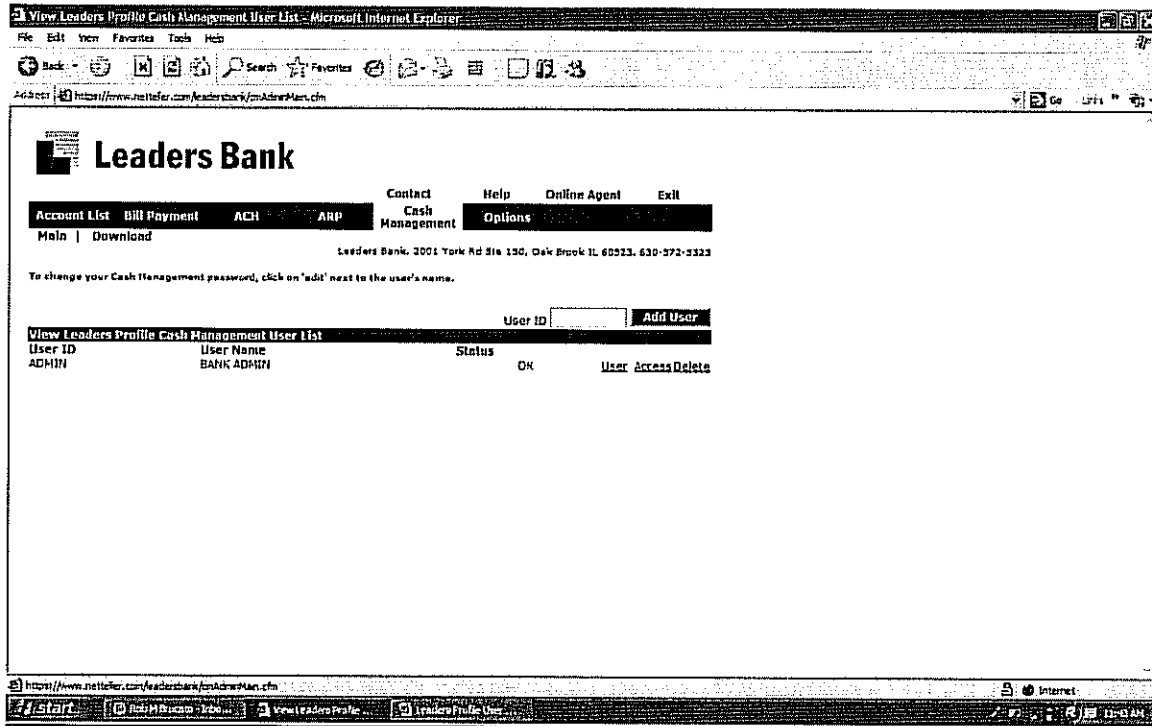 View Leaders Profile Cash Management User List - Microsoft Internet Explorer
File Edit View Favorites Tools Help
Back Search Favorites
Address https://www.netteller.com/leadersbank/cmAdminMain.cfm Go Links »
Leaders Bank
Contact Help Online Agent Exit
Account List Bill Payment ACH ARP Cash Management Options
Main | Download
Leaders Bank, 2001 York Rd Ste 150, Oak Brook IL 60523, 630-572-5323
To change your Cash Management password, click on 'edit' next to the user's name.
User ID Add User
View Leaders Profile Cash Management User List
User ID User Name Status
ADMIN BANK ADMIN OK User Access Delete
https://www.netteller.com/leadersbank/cmAdminMain.cfm Internet
start View Leaders Profile ... Leaders Profile User...